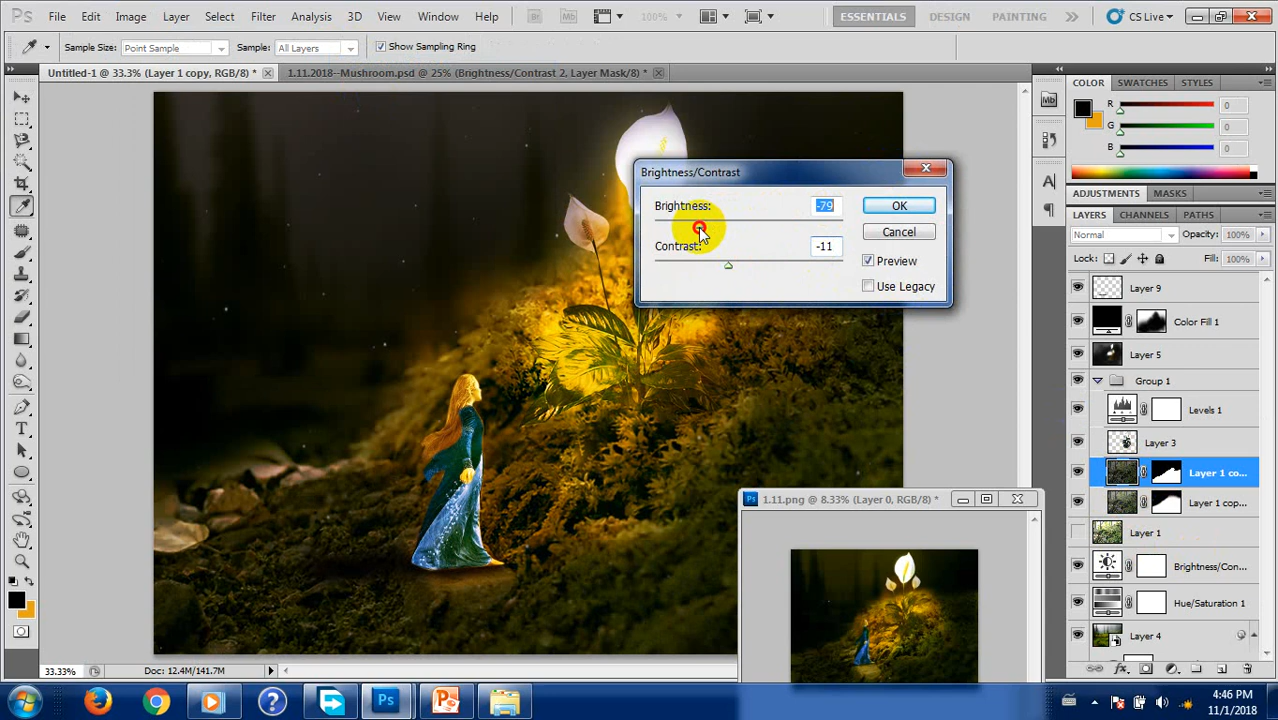 Ps File Edit Image Layer Select Filter Analysis 3D View Window Help Br Mb 100% ESSENTIALS DESIGN PAINTING CS Live
Sample Size: Point Sample Sample: All Layers Show Sampling Ring
Untitled-1 @ 33.3% (Layer 1 copy, RGB/8) * 1.11.2018--Mushroom.psd @ 25% (Brightness/Contrast 2, Layer Mask/8) *
COLOR SWATCHES STYLES
R 0
G 0
B 0
Brightness/Contrast
Brightness: -79 OK
Cancel
Contrast: -11
Preview
Use Legacy
ADJUSTMENTS MASKS
LAYERS CHANNELS PATHS
Normal Opacity:
Lock: Fill: 100%
Layer 9
Color Fill 1
Layer 5
Group 1
Levels 1
Layer 3
Layer 1 co...
Layer 1 cop...
Layer 1
Brightness/Con...
Hue/Saturation 1
Layer 4
Ps 1.11.png @ 8.33% (Layer 0, RGB/8) *
33.33% Doc: 12.4M/141.7M
4:46 PM
11/1/2018